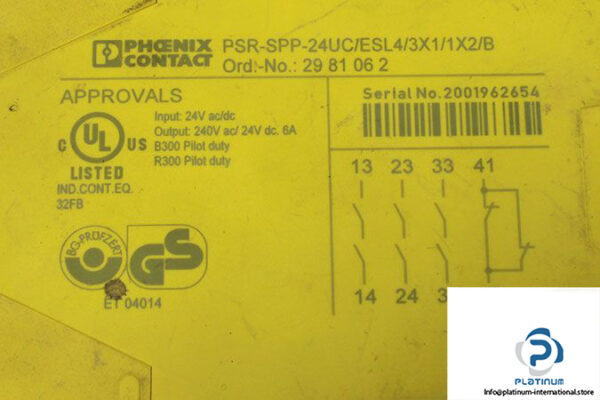 PHOENIX CONTACT
PSR-SPP-24UC/ESL4/3X1/1X2/B
Ord.-No.: 29 81 06 2
APPROVALS
Serial No.2001962654
Input: 24V ac/dc
Output: 240V ac/ 24V dc. 6A
B300 Pilot duty
R300 Pilot duty
C UL US
LISTED
IND.CONT.EQ.
32FB
13 23 33 41
BG-PRÜFZERT
GS
14 24 3
ET 04014
PLATINUM
Info@platinum-international.store